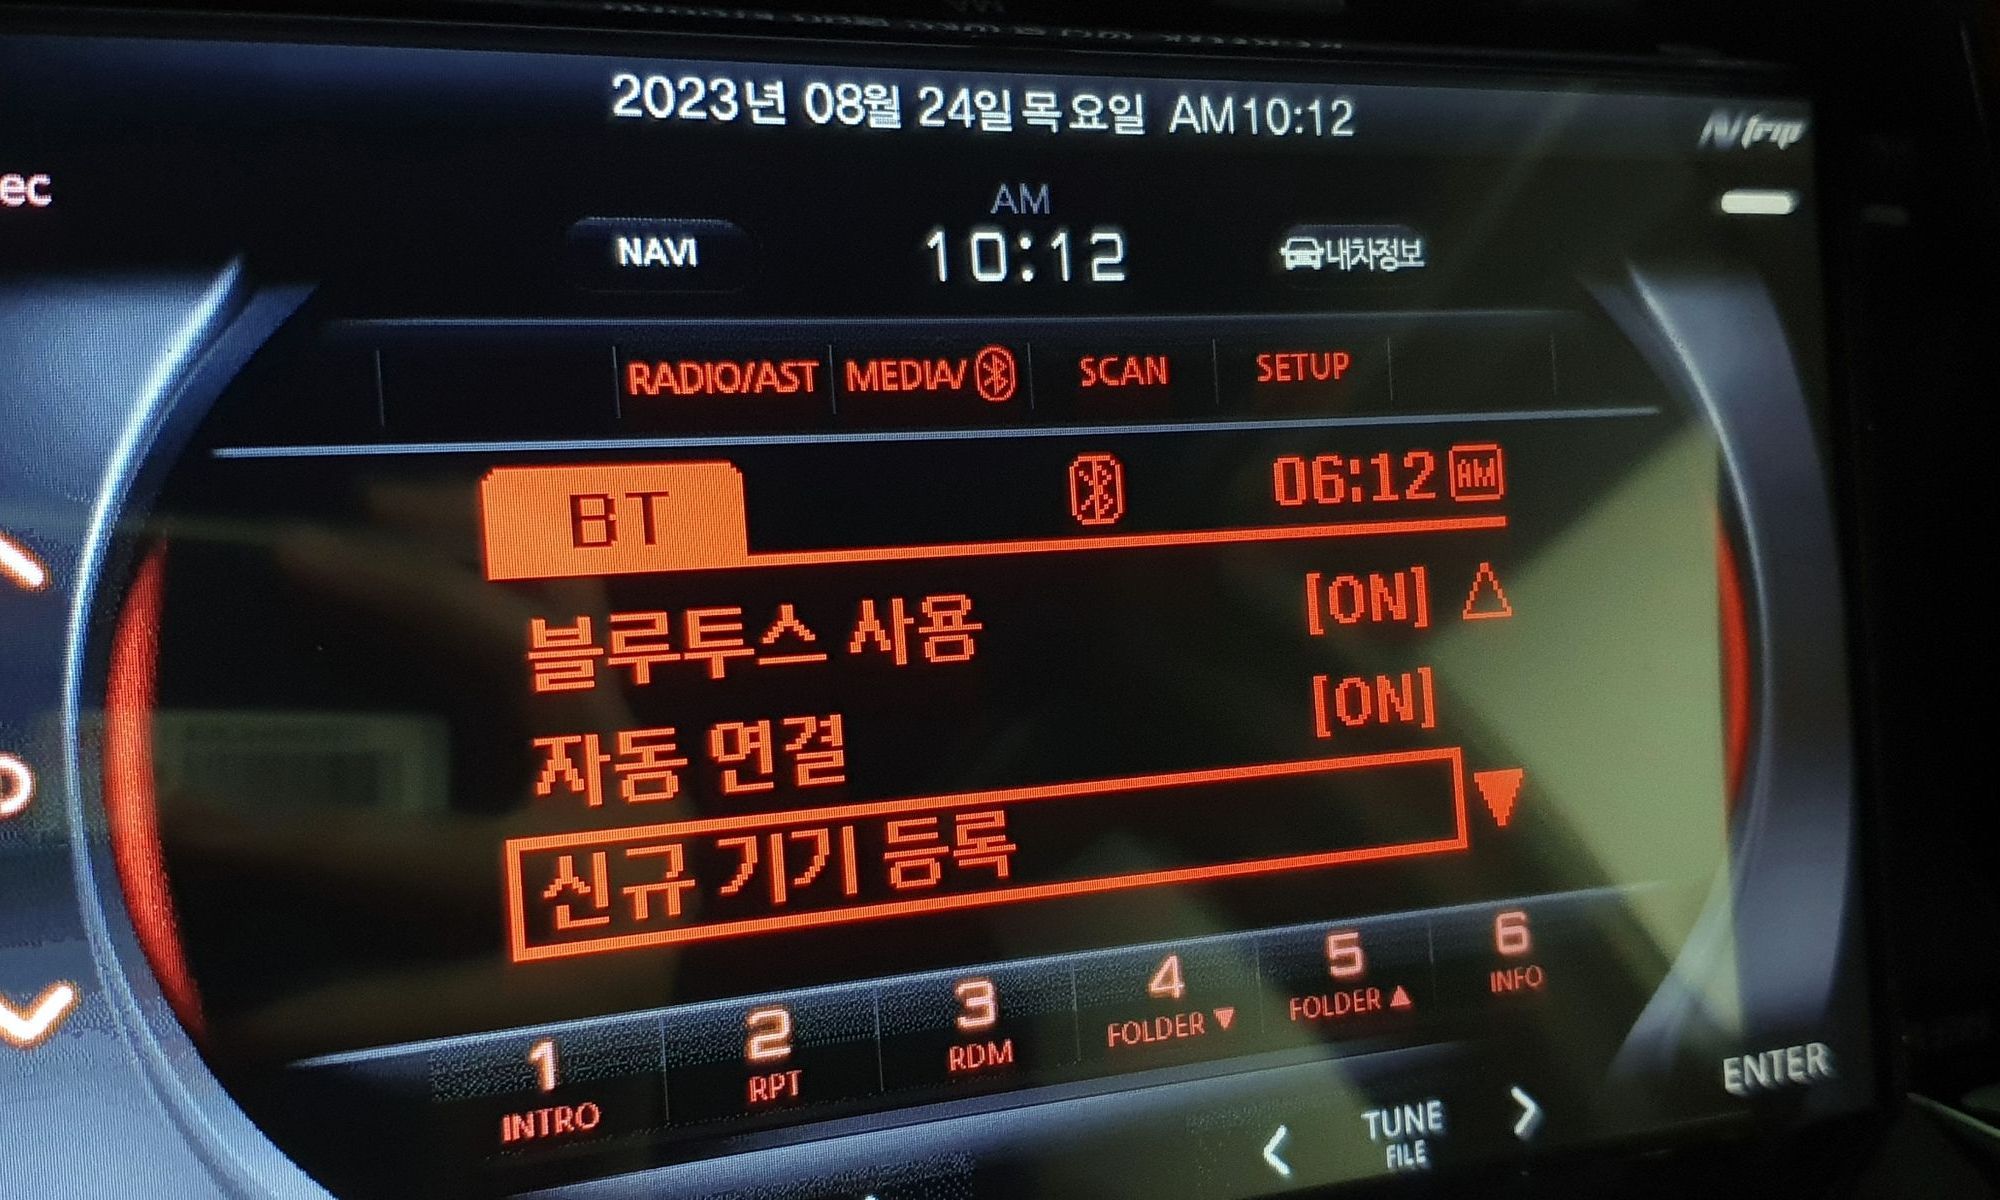 2023년 08월 24일 목요일 AM10:12
ec
AM
NAVI 10:12 내차정보
RADIO/AST MEDIA/ SCAN SETUP
BT 06:12 AM
블루투스 사용 [ON]
자동 연결 [ON]
신규 기기 등록
1 2 3 4 5 6
INTRO RPT RDM FOLDER▼ FOLDER▲ INFO
ENTER
< TUNE >
FILE